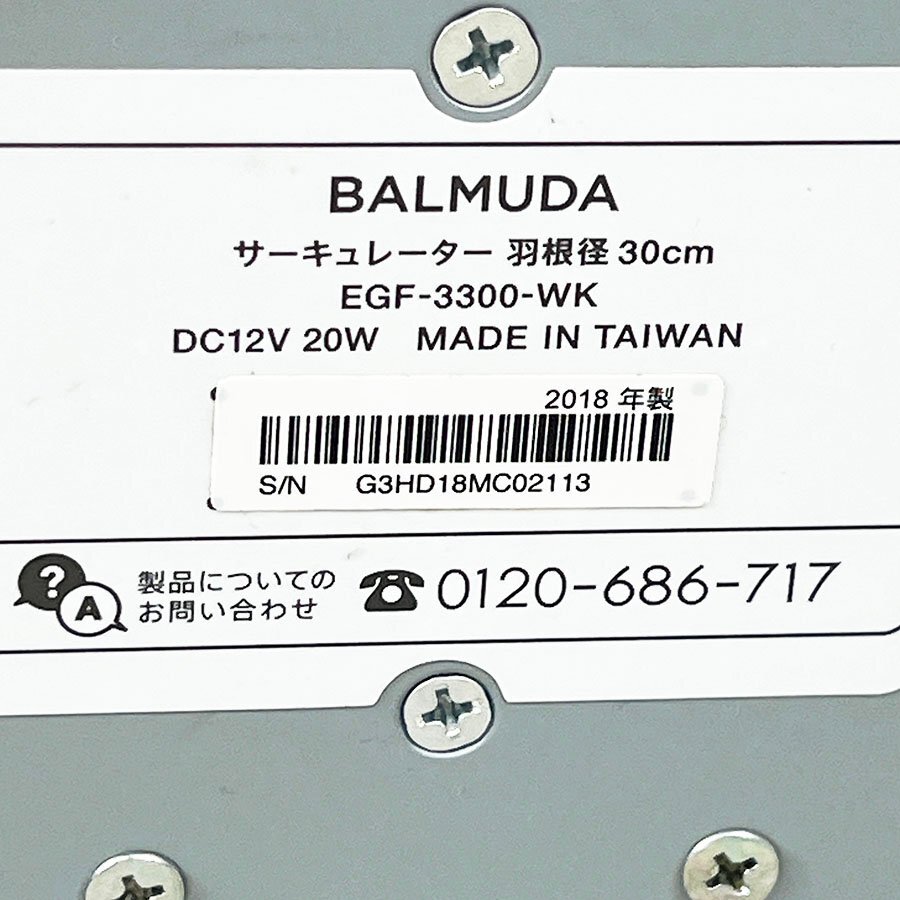 BALMUDA
サーキュレーター 羽根径 30cm
EGF-3300-WK
DC12V 20W MADE IN TAIWAN
2018 年製
S/N G3HD18MC02113
? A
製品についての
お問い合わせ
☎0120-686-717